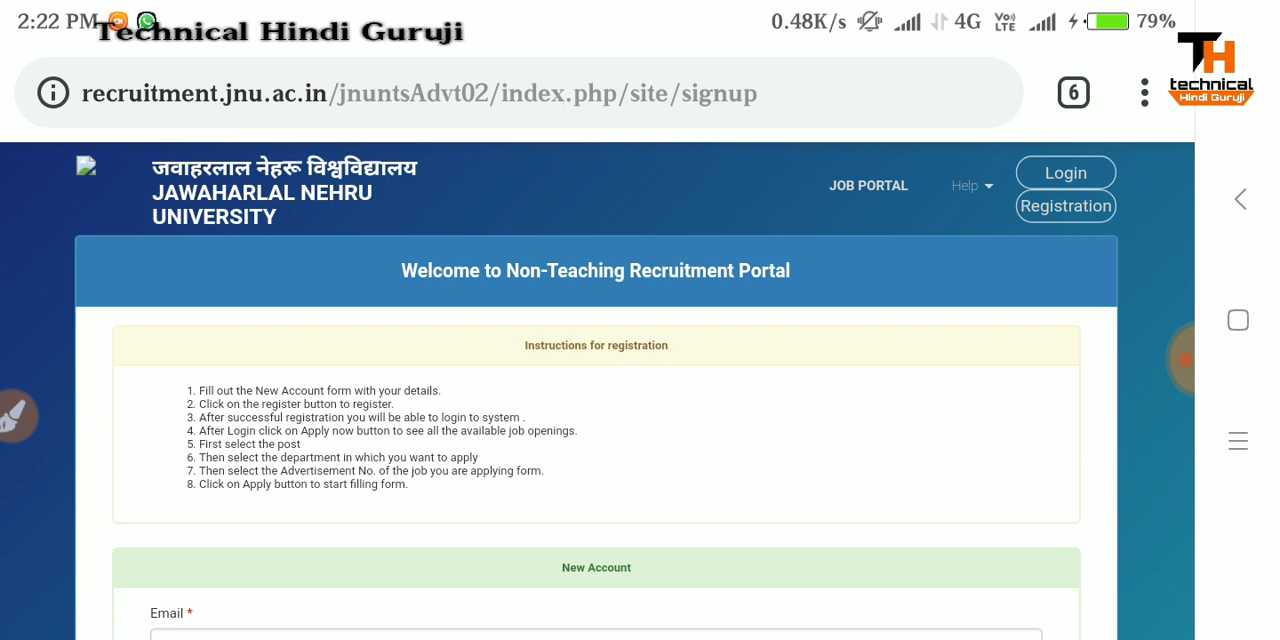 2:22 PM
Technical Hindi Guruji
0.48K/s 4G Vo) LTE 79%
TH
technical
Hindi Guruji
recruitment.jnu.ac.in/jnuntsAdvt02/index.php/site/signup
6
जवाहरलाल नेहरू विश्वविद्यालय
JAWAHARLAL NEHRU
UNIVERSITY
JOB PORTAL
Help
Login
Registration
Welcome to Non-Teaching Recruitment Portal
Instructions for registration
1. Fill out the New Account form with your details.
2. Click on the register button to register.
3. After successful registration you will be able to login to system .
4. After Login click on Apply now button to see all the available job openings.
5. First select the post
6. Then select the department in which you want to apply
7. Then select the Advertisement No. of the job you are applying form.
8. Click on Apply button to start filling form.
New Account
Email *